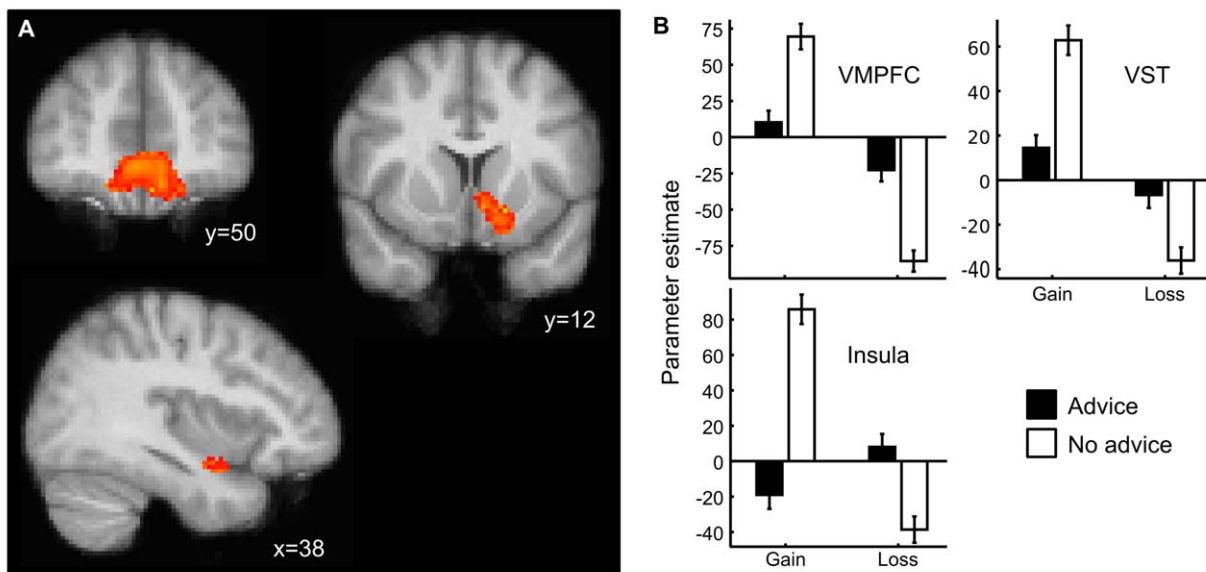 A
y=50
y=12
x=38
B
Parameter estimate
VMPFC
75
50
25
0
-25
-50
-75
VST
60
40
20
0
-20
-40
Gain
Loss
Insula
80
60
40
20
0
-20
-40
Gain
Loss
Advice
No advice